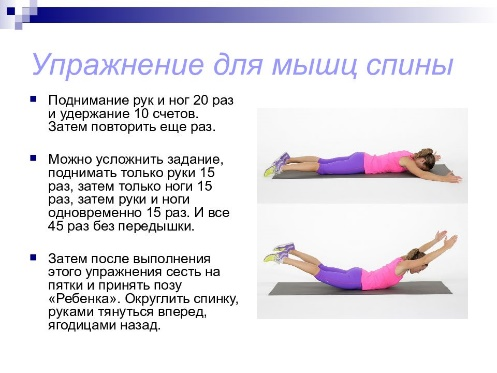 Упражнение для мышц спины
Поднимание рук и ног 20 раз
и удержание 10 счетов.
Затем повторить еще раз.
Можно усложнить задание,
поднимать только руки 15
раз, затем только ноги 15
раз, затем руки и ноги
одновременно 15 раз. И все
45 раз без передышки.
Затем после выполнения
этого упражнения сесть на
пятки и принять позу
«Ребенка». Округлить спинку,
руками тянуться вперед,
ягодицами назад.